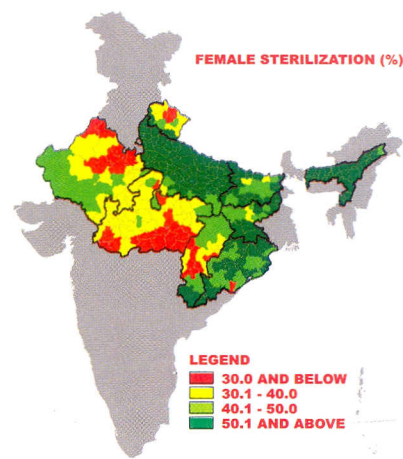 FEMALE STERILIZATION (%)
LEGEND
30.0 AND BELOW
30.1 - 40.0
40.1 - 50.0
50.1 AND ABOVE